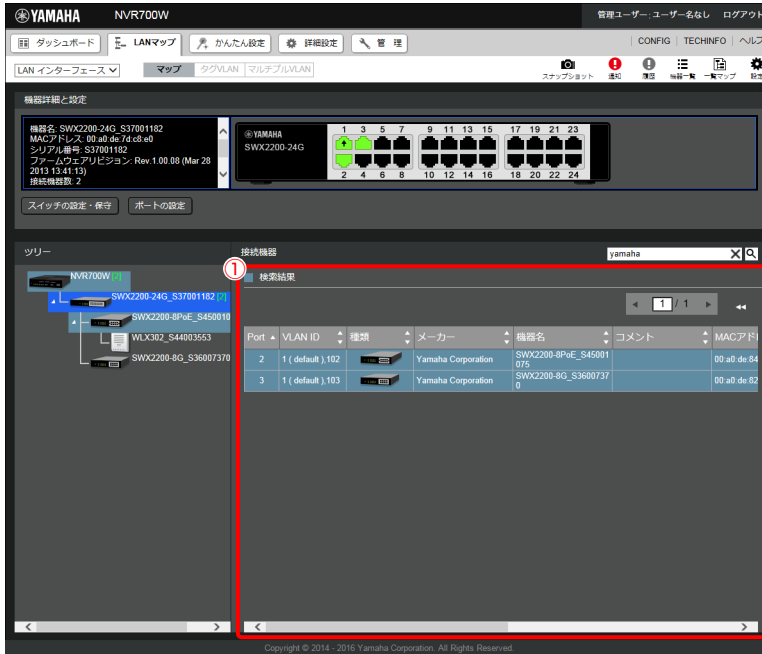 YAMAHA NVR700W 管理ユーザー : ユーザー名なし ログアウト
ダッシュボード LANマップ かんたん設定 詳細設定 管 理 CONFIG TECHINFO ヘルプ
LAN インターフェース マップ タグVLAN マルチプルVLAN スナップショット 通知 履歴 機器一覧 一覧マップ 設定
機器詳細と設定
機器名: SWX2200-24G_S37001182
MACアドレス: 00:a0:de:7d:c8:e0
シリアル番号: S37001182
ファームウェアリビジョン: Rev.1.00.08 (Mar 28
2013 13:41:13)
接続機器数: 2
YAMAHA
SWX2200-24G
1 3 5 7 9 11 13 15 17 19 21 23
2 4 6 8 10 12 14 16 18 20 22 24
スイッチの設定・保守 ポートの設定
ツリー
NVR700W [2]
SWX2200-24G_S37001182 [2]
SWX2200-8PoE_S450010
WLX302_S44003553
SWX2200-8G_S36007370
接続機器 yamaha
①
検索結果
1 / 1
Port VLAN ID 種類 メーカー 機器名 コメント MACアドレ
2 1 ( default ),102 Yamaha Corporation SWX2200-8PoE_S45001
075 00:a0:de:84
3 1 ( default ),103 Yamaha Corporation SWX2200-8G_S3600737
0 00:a0:de:82
Copyright © 2014 - 2016 Yamaha Corporation. All Rights Reserved.